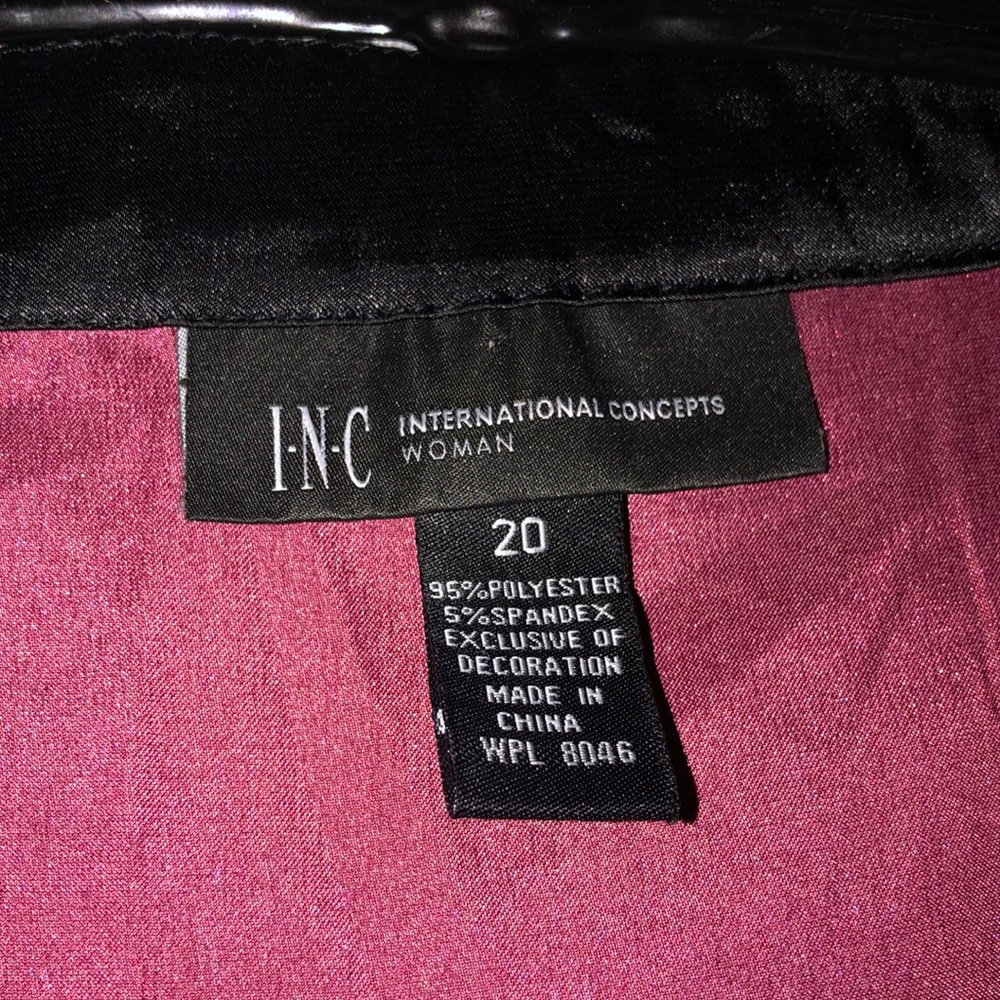 I·N·C INTERNATIONAL CONCEPTS
WOMAN
20
95%POLYESTER
5%SPANDEX
EXCLUSIVE OF
DECORATION
MADE IN
CHINA
WPL 8046